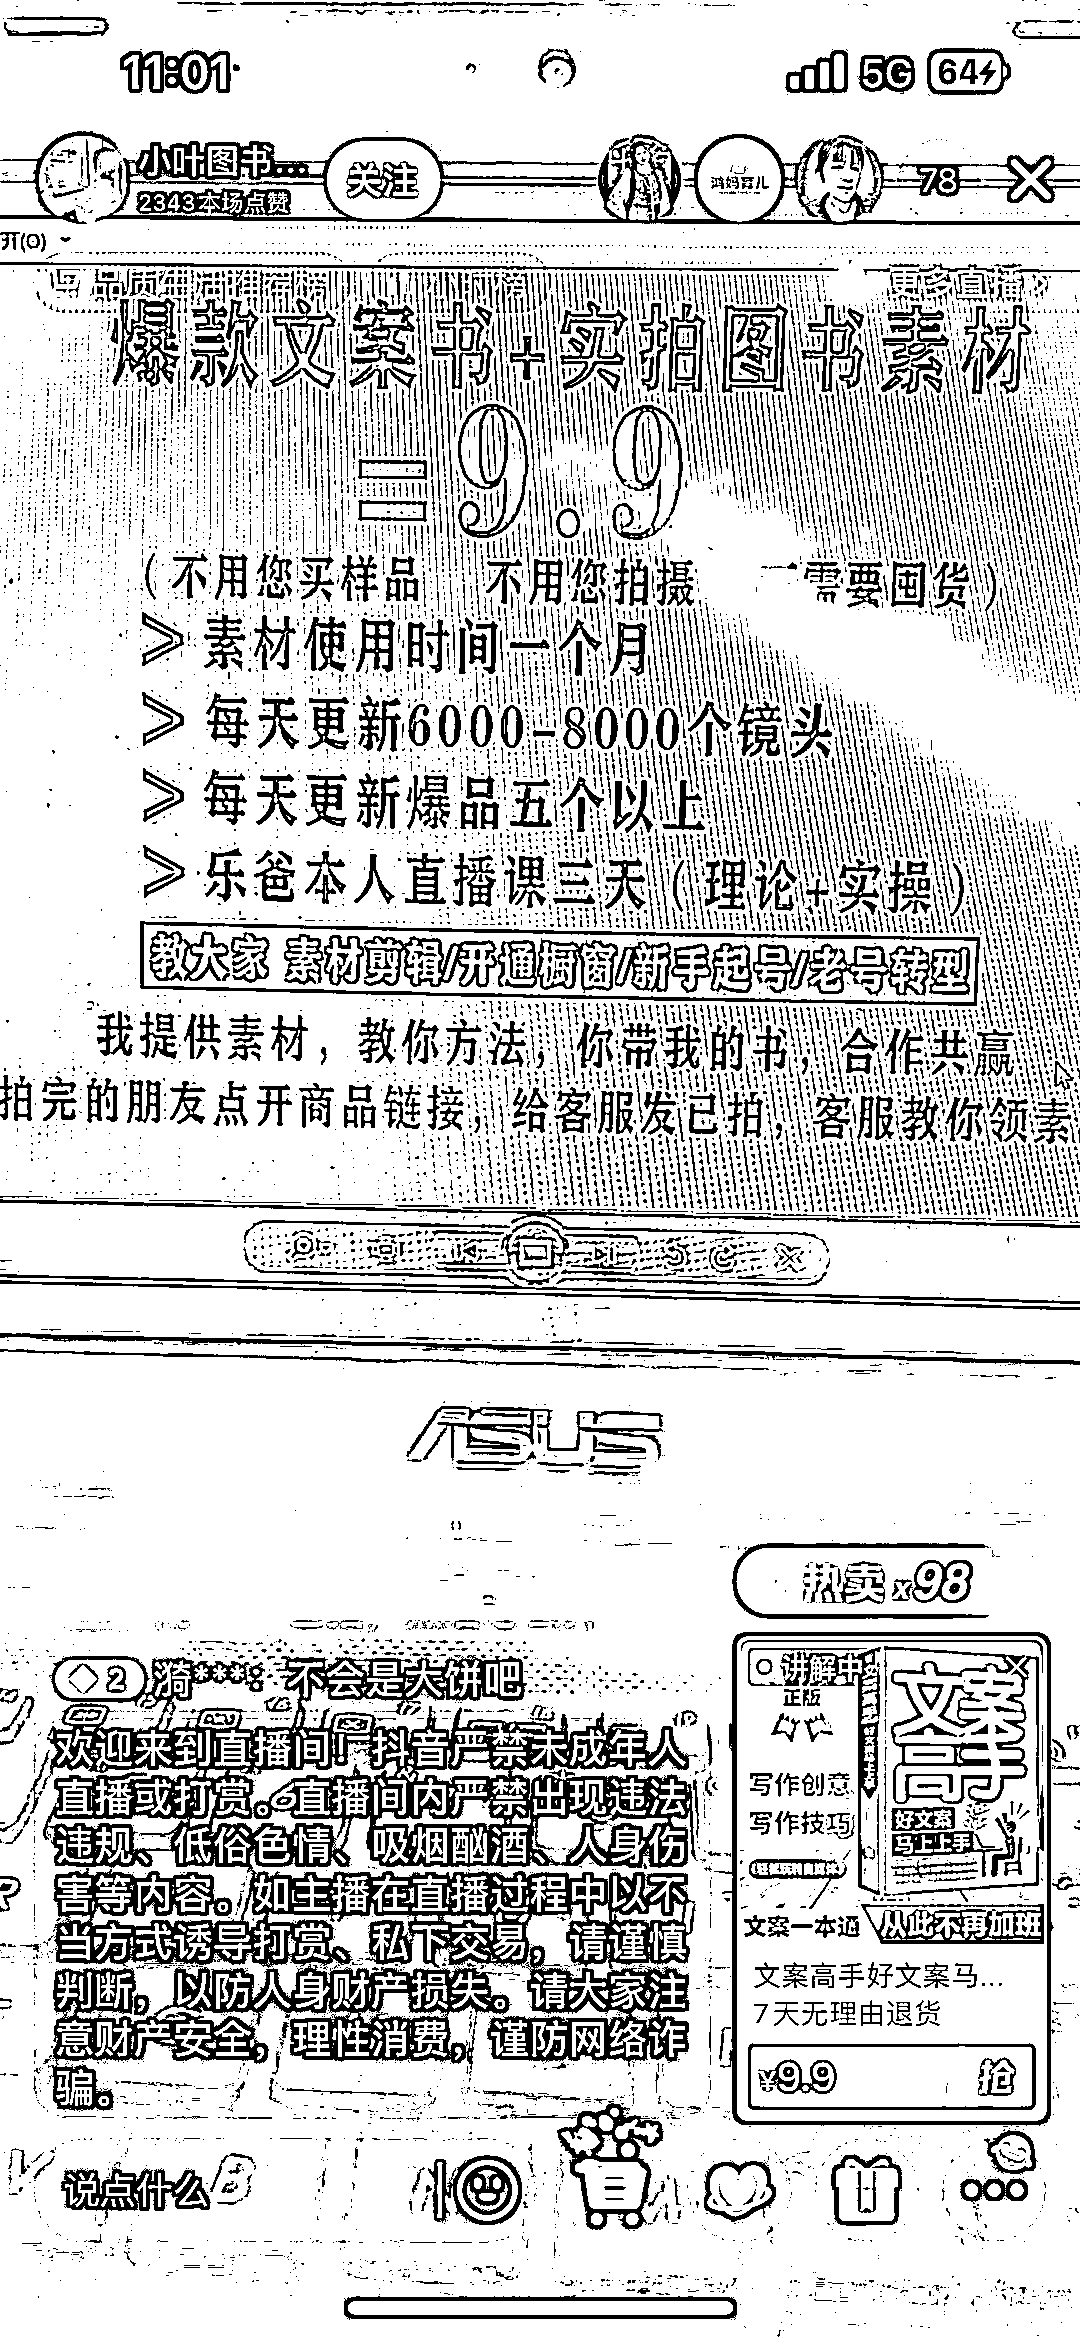 11:01
5G
64
小叶图书...
关注
鸿妈育儿
78
2343本场点赞
开(O)
更多直播
爆款文案书+实拍图书素材
=9.9
(不用您买样品 不用您拍摄 需要囤货)
> 素材使用时间一个月
> 每天更新6000-8000个镜头
> 每天更新爆品五个以上
> 乐爸本人直播课三天(理论+实操)
教大家 素材剪辑/开通橱窗/新手起号/老号转型
我提供素材,教你方法,你带我的书,合作共赢
拍完的朋友点开商品链接,给客服发已拍,客服教你领素
ASUS
热卖 x98
2 漪***: 不会是大饼吧
欢迎来到直播间!抖音严禁未成年人
直播或打赏。直播间内严禁出现违法
违规、低俗色情、吸烟酗酒、人身伤
害等内容。如主播在直播过程中以不
当方式诱导打赏、私下交易,请谨慎
判断,以防人身财产损失。请大家注
意财产安全,理性消费,谨防网络诈
骗。
讲解中
正版
写作创意
写作技巧
文案高手
好文案
马上上手
文案一本通
从此不再加班
文案高手好文案马...
7天无理由退货
¥9.9
抢
说点什么